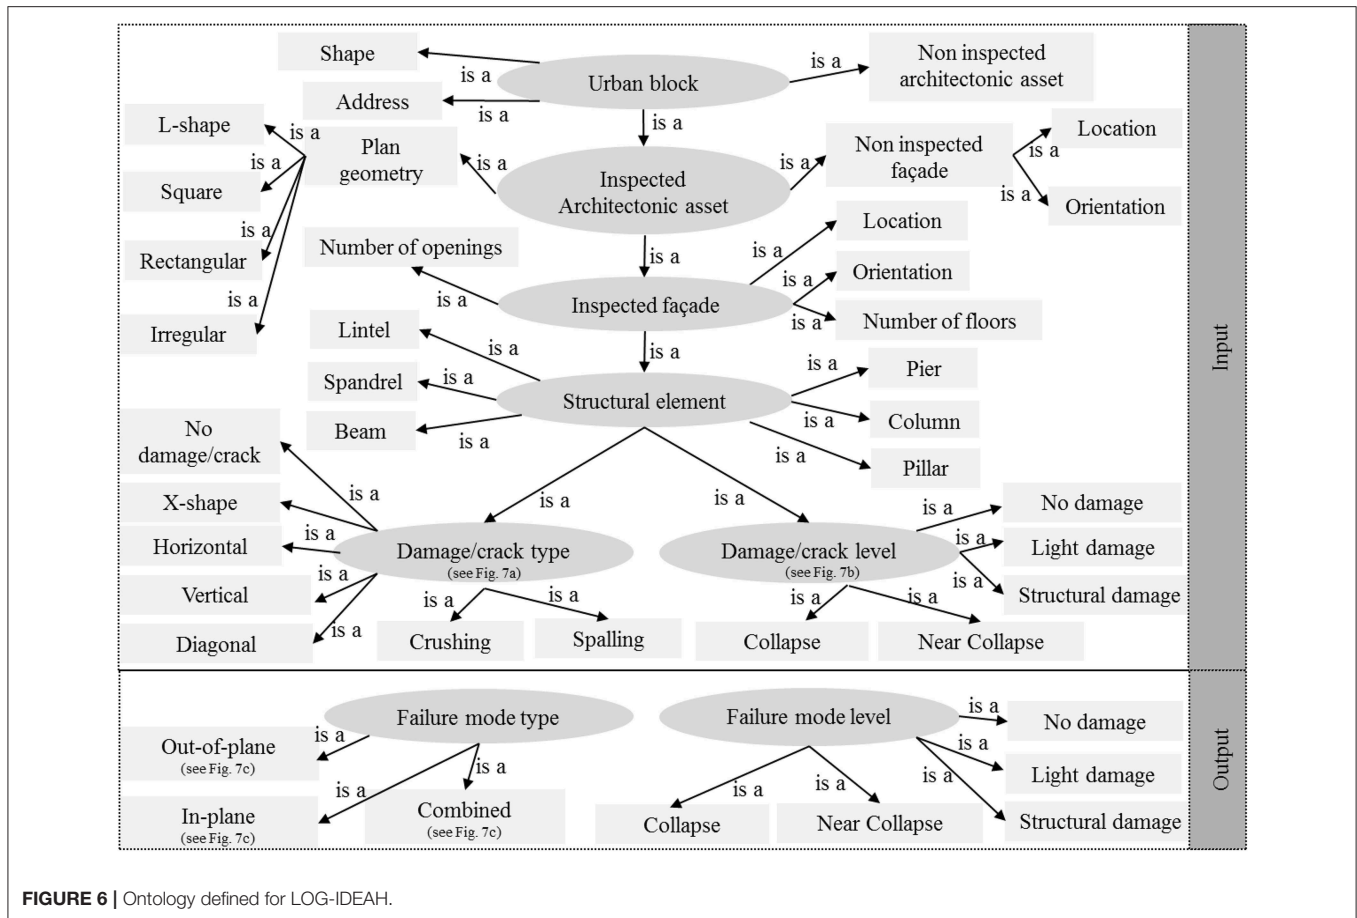 Shape
is a
Urban block
is a
Non inspected
architectonic asset
Address
is a
is a
L-shape
is a
Plan
geometry
is a
Inspected
Architectonic asset
is a
Non inspected
façade
is a
Location
is a
Orientation
is a
Square
is a
Rectangular
is a
Irregular
Number of openings
is a
is a
Inspected façade
is a
Location
is a
Orientation
is a
Number of floors
Lintel
is a
is a
Spandrel
is a
Structural element
is a
Pier
is a
Column
Beam
is a
is a
Pillar
No
damage/crack
is a
is a
is a
X-shape
Horizontal
is a
Damage/crack type
(see Fig. 7a)
Damage/crack level
(see Fig. 7b)
is a
No damage
is a
Light damage
is a
Structural damage
Vertical
is a
Diagonal
is a
is a
Crushing
is a
Spalling
is a
Collapse
is a
Near Collapse
Input
Failure mode type
Failure mode level
is a
No damage
Out-of-plane
(see Fig. 7c)
is a
is a
Light damage
In-plane
(see Fig. 7c)
is a
is a
Combined
(see Fig. 7c)
is a
Collapse
is a
Near Collapse
is a
Structural damage
Output
FIGURE 6 | Ontology defined for LOG-IDEAH.